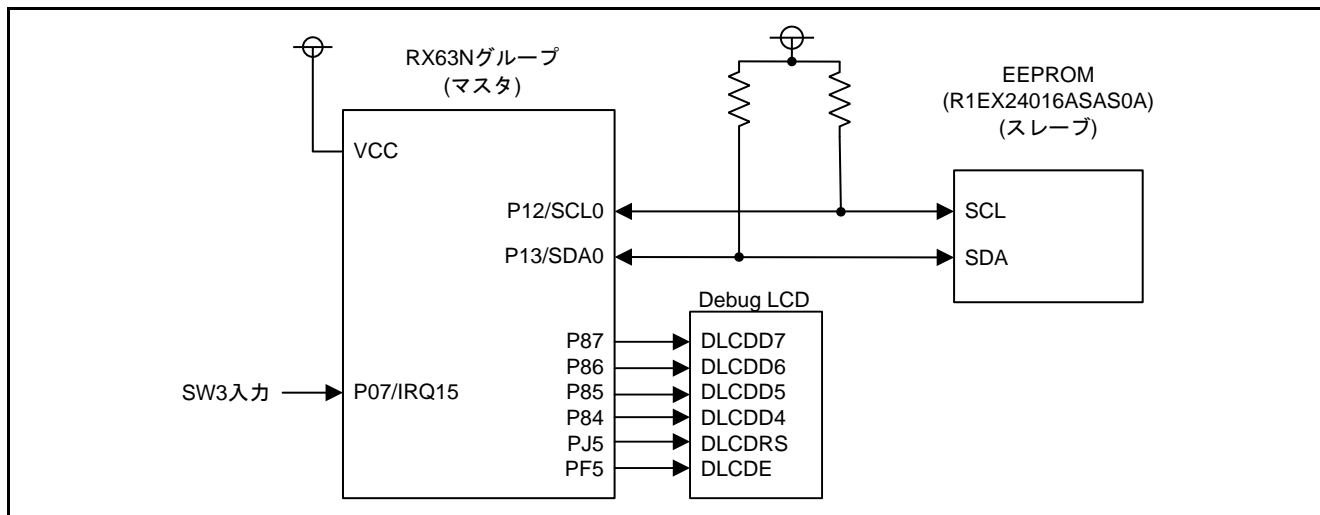 RX63Nグループ
(マスタ)
EEPROM
(R1EX24016ASAS0A)
(スレーブ)
VCC
P12/SCL0
SCL
P13/SDA0
SDA
Debug LCD
P87
DLCDD7
P86
DLCDD6
SW3入力
P07/IRQ15
P85
DLCDD5
P84
DLCDD4
PJ5
DLCDRS
PF5
DLCDE